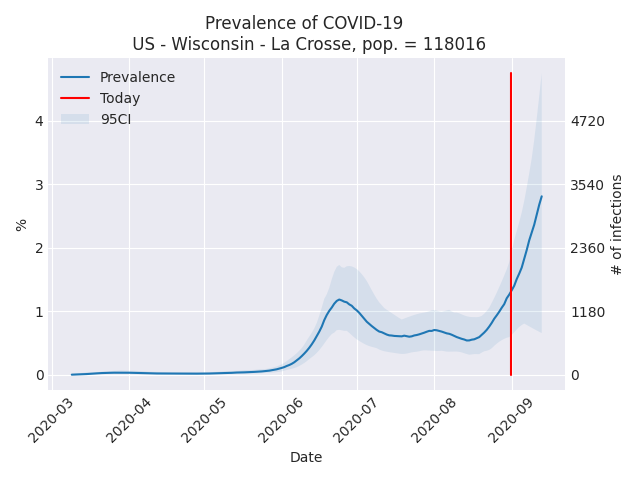 Prevalence of COVID-19
US - Wisconsin - La Crosse, pop. = 118016
Prevalence
Today
95CI
4
3
2
1
0
%
4720
3540
2360
1180
0
# of infections
2020-03
2020-04
2020-05
2020-06
2020-07
2020-08
2020-09
Date